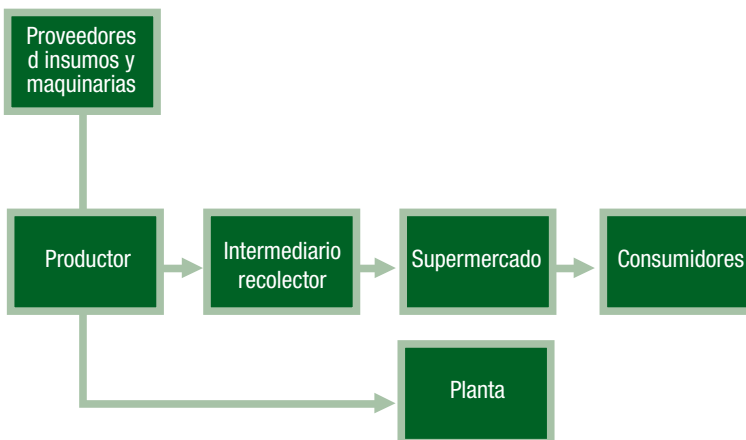 Proveedores
d insumos y
maquinarias
Productor
Intermediario
recolector
Supermercado
Consumidores
Planta